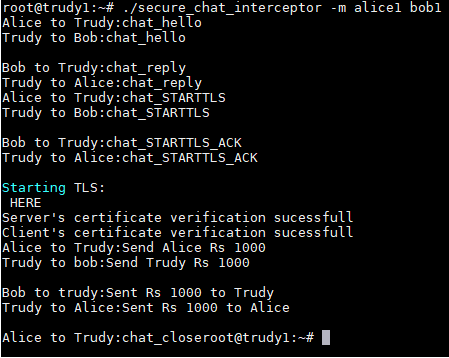 root@trudy1:~# ./secure_chat_interceptor -m alice1 bob1
Alice to Trudy:chat_hello
Trudy to Bob:chat_hello
Bob to Trudy:chat_reply
Trudy to Alice:chat_reply
Alice to Trudy:chat_STARTTLS
Trudy to Bob:chat_STARTTLS
Bob to Trudy:chat_STARTTLS_ACK
Trudy to Alice:chat_STARTTLS_ACK
Starting TLS:
HERE
Server's certificate verification sucessfull
Client's certificate verification sucessfull
Alice to Trudy:Send Alice Rs 1000
Trudy to bob:Send Trudy Rs 1000
Bob to trudy:Sent Rs 1000 to Trudy
Trudy to Alice:Sent Rs 1000 to Alice
Alice to Trudy:chat_closeroot@trudy1:~#